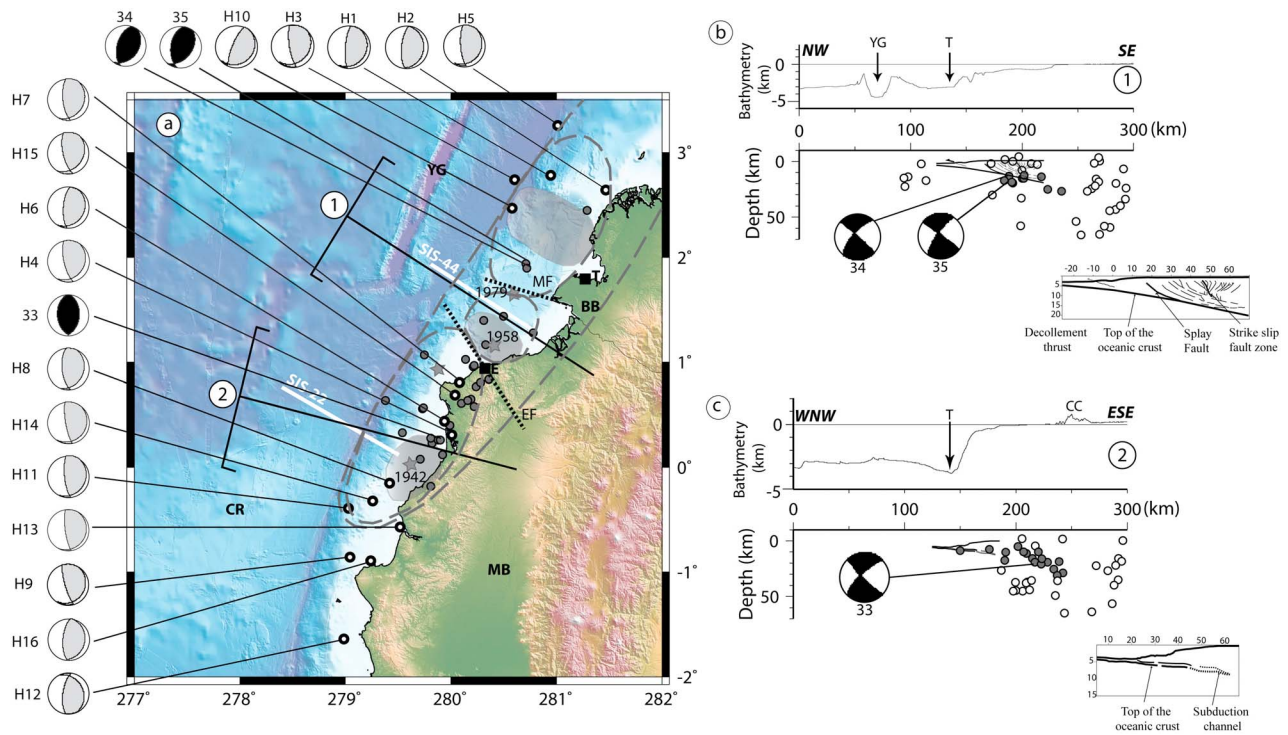 34 35 H10 H3 H1 H2 H5
H7
H15
H6
H4
33
H8
H14
H11
H13
H9
H16
H12
a
YG
1
SIS-44
MF
T
1979
BB
1958
E
2
SIS-22
EF
1942
CR
MB
3°
2°
1°
0°
-1°
-2°
277° 278 279 280 281 282
b
NW YG T SE
Bathymetry
(km)
0
-5
1
0 100 200 300 (km)
Depth (km)
0
50
34 35
-20 -10 0 10 20 30 40 50 60
5
10
15
20
Decollement
thrust
Top of the
oceanic crust
Splay
Fault
Strike slip
fault zone
c
WNW T CC ESE
Bathymetry
(km)
0
-5
2
0 100 200 300 (km)
Depth (km)
0
50
33
10 20 30 40 50 60
5
10
15
Top of the
oceanic crust
Subduction
channel